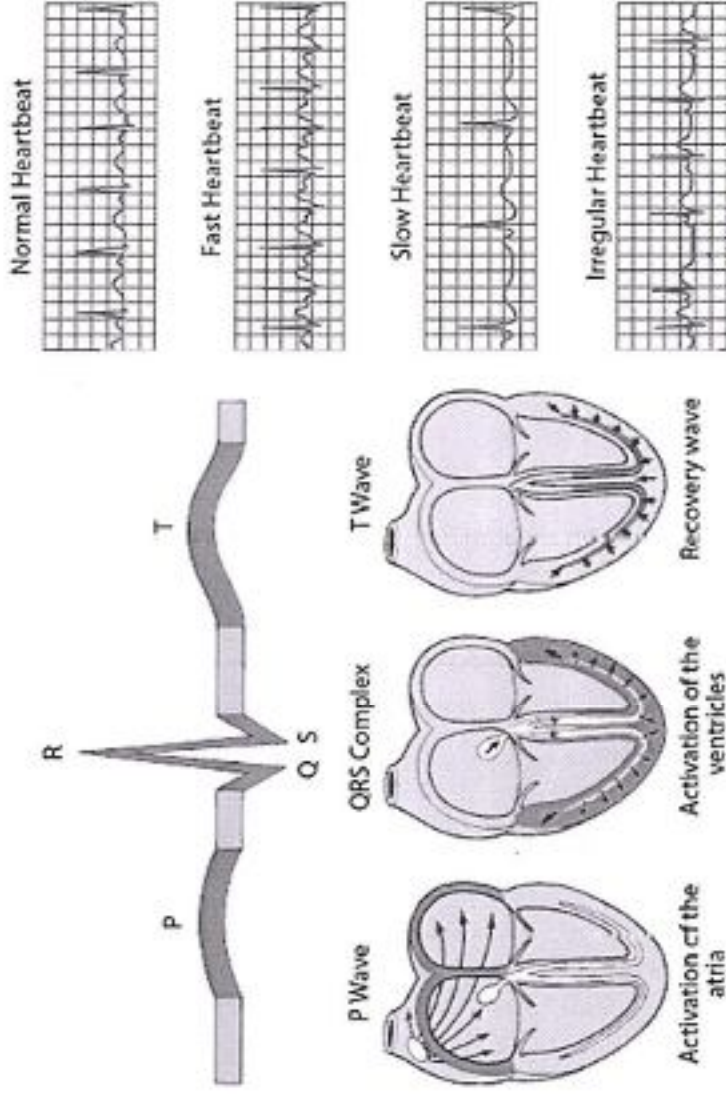 P
R
Q
S
T
P Wave
QRS Complex
T Wave
Activation of the
atria
Activation of the
ventricles
Recovery wave
Normal Heartbeat
Fast Heartbeat
Slow Heartbeat
Irregular Heartbeat